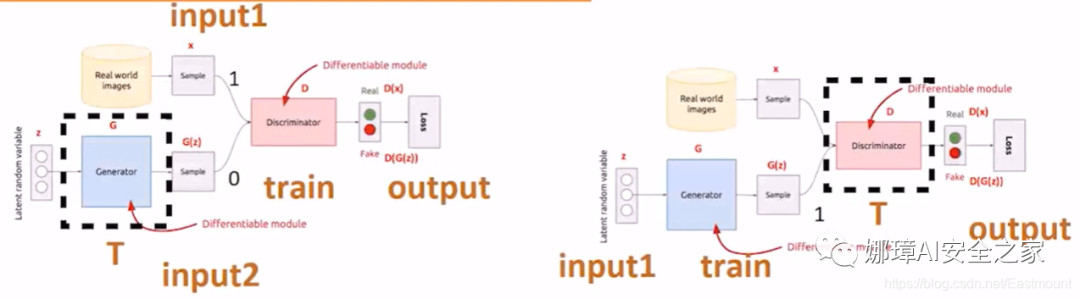 input1
x
Real world
images
Sample
1
Differentiable module
D
Real
D(x)
Discriminator
Loss
Fake
D(G(z))
Latent random variable
z
G
Generator
G(z)
Sample
0
train
output
Differentiable module
T
input2
x
Real world
images
Sample
Differentiable module
D
Real
D(x)
Discriminator
Loss
Fake
D(G(z))
Latent random variable
z
G
Generator
G(z)
Sample
1
T
output
input1
train
娜璋AI安全之家
https://blog.csdn.net/Eastmount